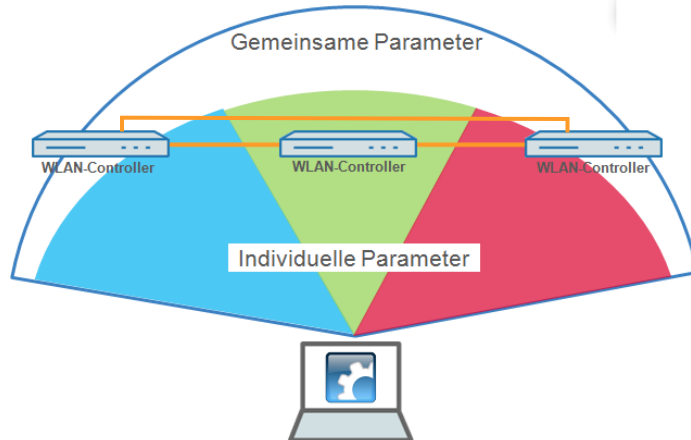 Gemeinsame Parameter
WLAN-Controller
WLAN-Controller
WLAN-Controller
Individuelle Parameter